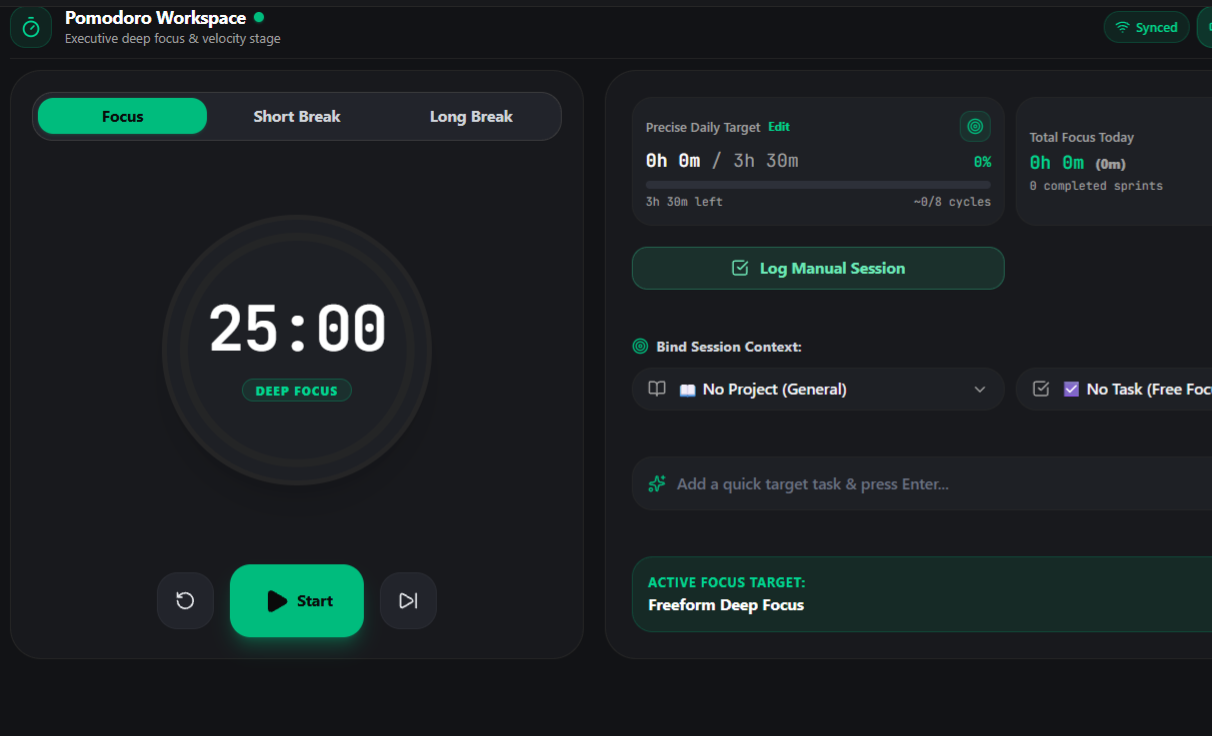 Pomodoro Workspace
Executive deep focus & velocity stage
Synced
Focus
Short Break
Long Break
25:00
DEEP FOCUS
Start
Precise Daily Target Edit
0h 0m / 3h 30m
0%
3h 30m left
~0/8 cycles
Total Focus Today
0h 0m (0m)
0 completed sprints
Log Manual Session
Bind Session Context:
No Project (General)
No Task (Free Foc
Add a quick target task & press Enter...
ACTIVE FOCUS TARGET:
Freeform Deep Focus